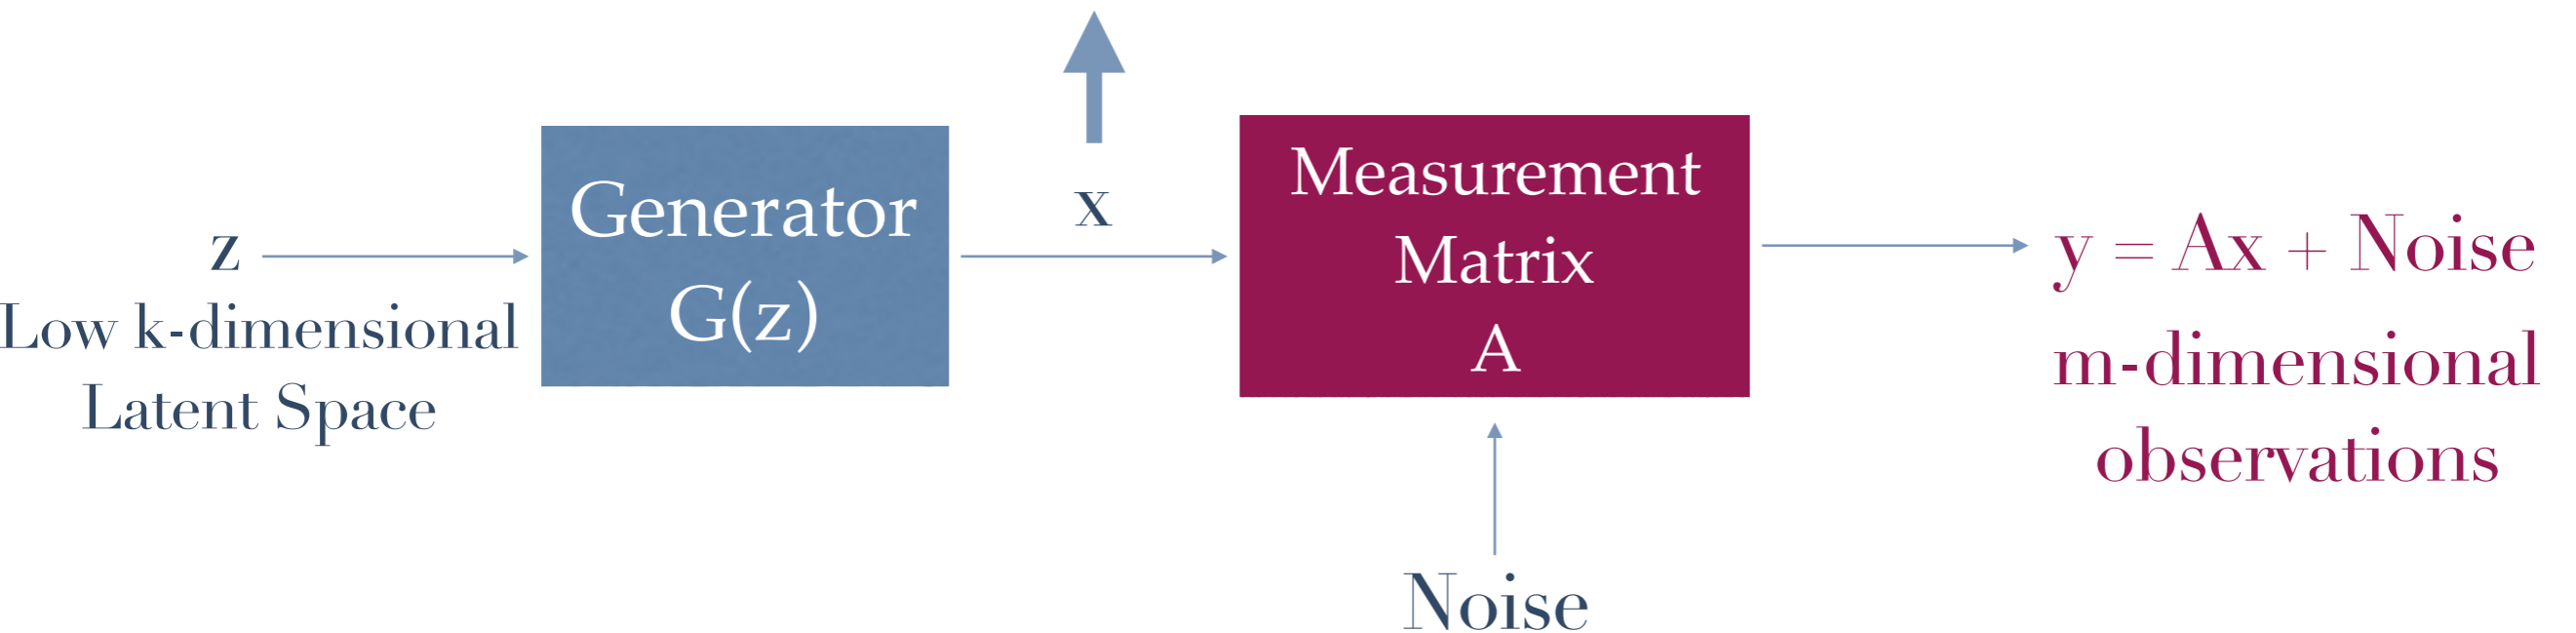 z
Low k-dimensional
Latent Space
Generator
G(z)
x
Measurement
Matrix
A
Noise
y = Ax + Noise
m-dimensional
observations